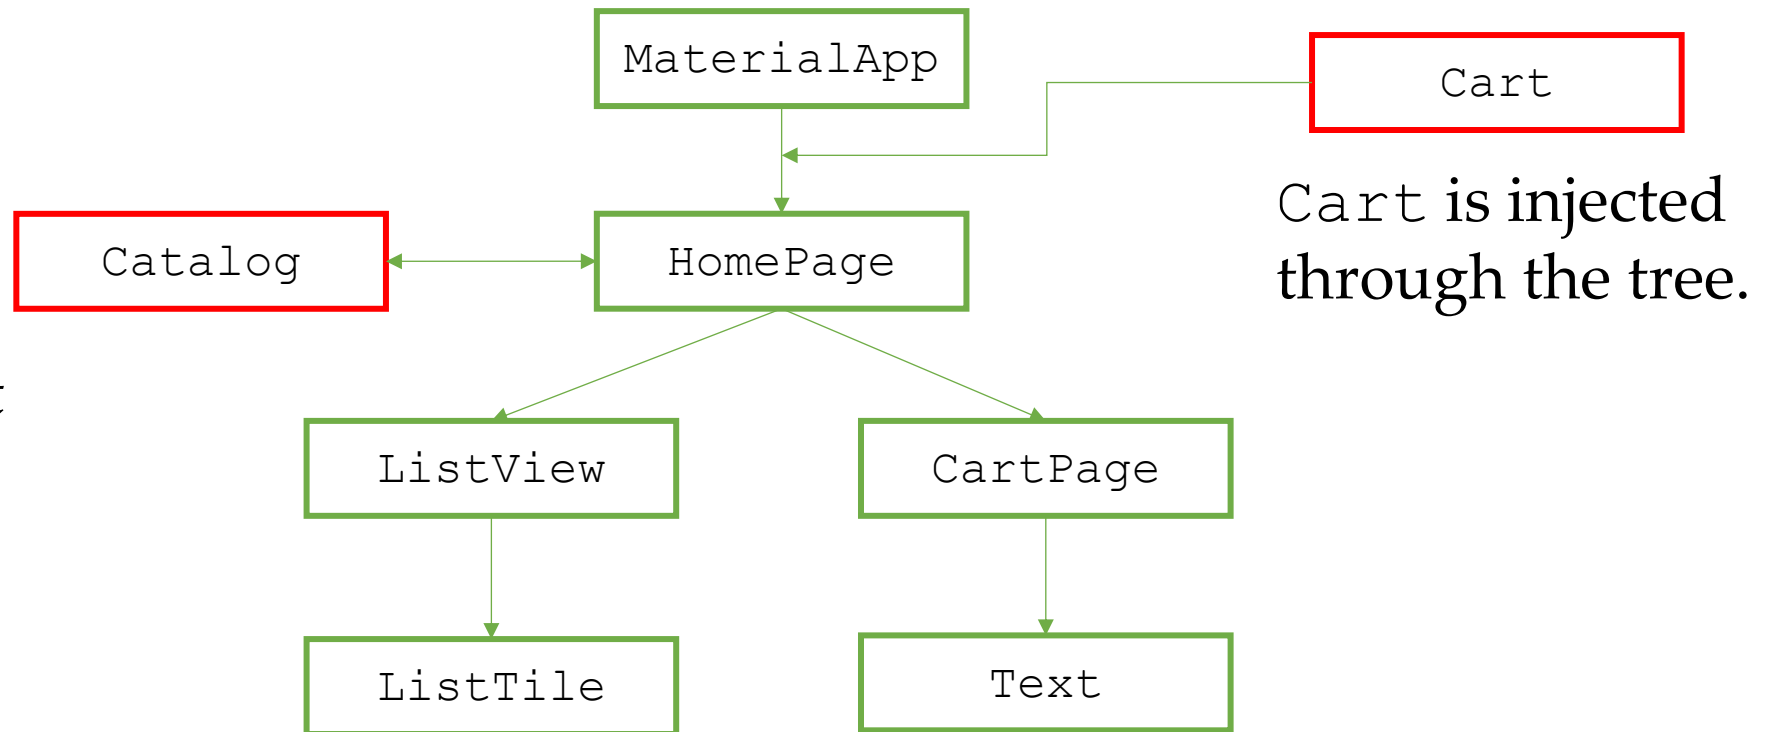 MaterialApp
Cart
Cart is injected
through the tree.
Catalog
HomePage
ListView
CartPage
ListTile
Text